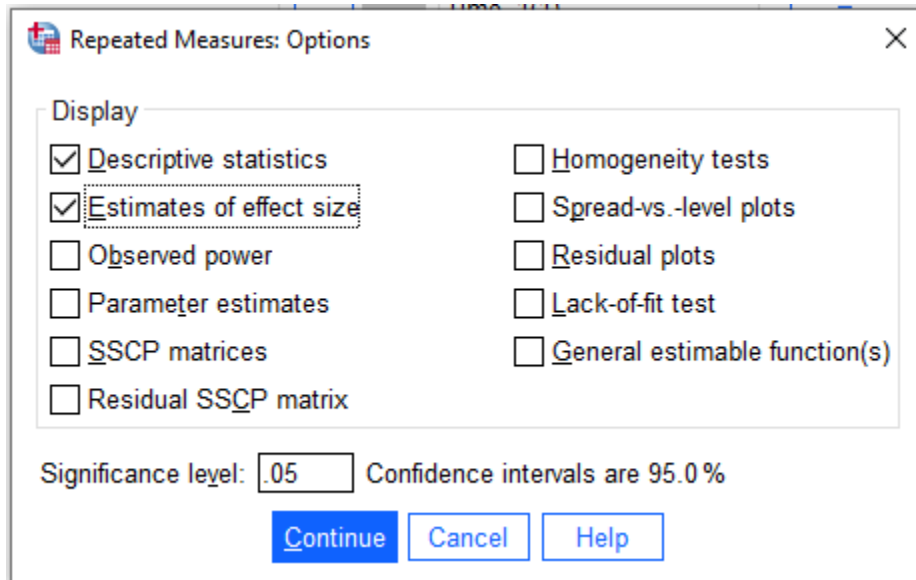 Repeated Measures: Options
Display
Descriptive statistics
Estimates of effect size
Observed power
Parameter estimates
SSCP matrices
Residual SSCP matrix
Homogeneity tests
Spread-vs.-level plots
Residual plots
Lack-of-fit test
General estimable function(s)
Significance level: .05 Confidence intervals are 95.0 %
Continue Cancel Help